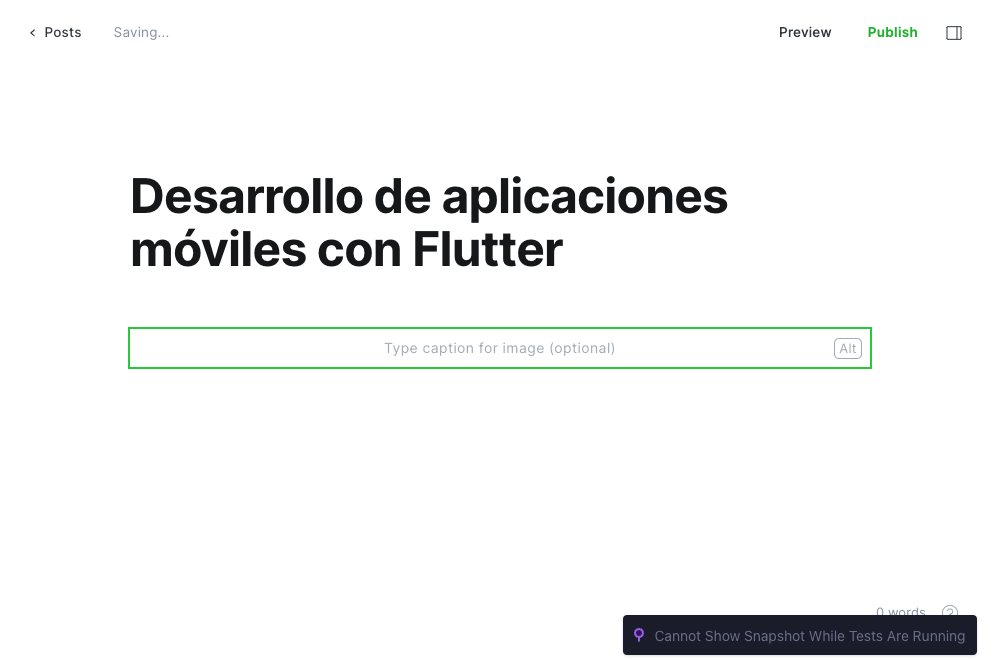 Posts Saving... Preview Publish
Desarrollo de aplicaciones
móviles con Flutter
Type caption for image (optional) Alt
0 words ?
Cannot Show Snapshot While Tests Are Running